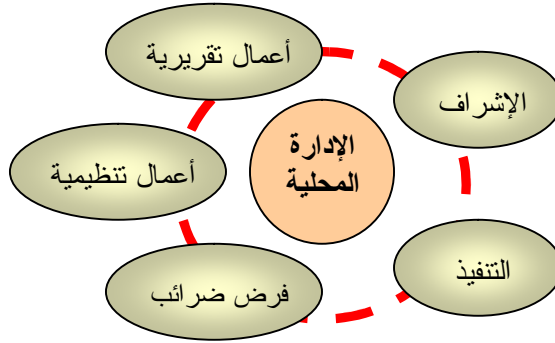 أعمال تقريرية
الإشراف
الإدارة
المحلية
أعمال تنظيمية
التنفيذ
فرض ضرائب